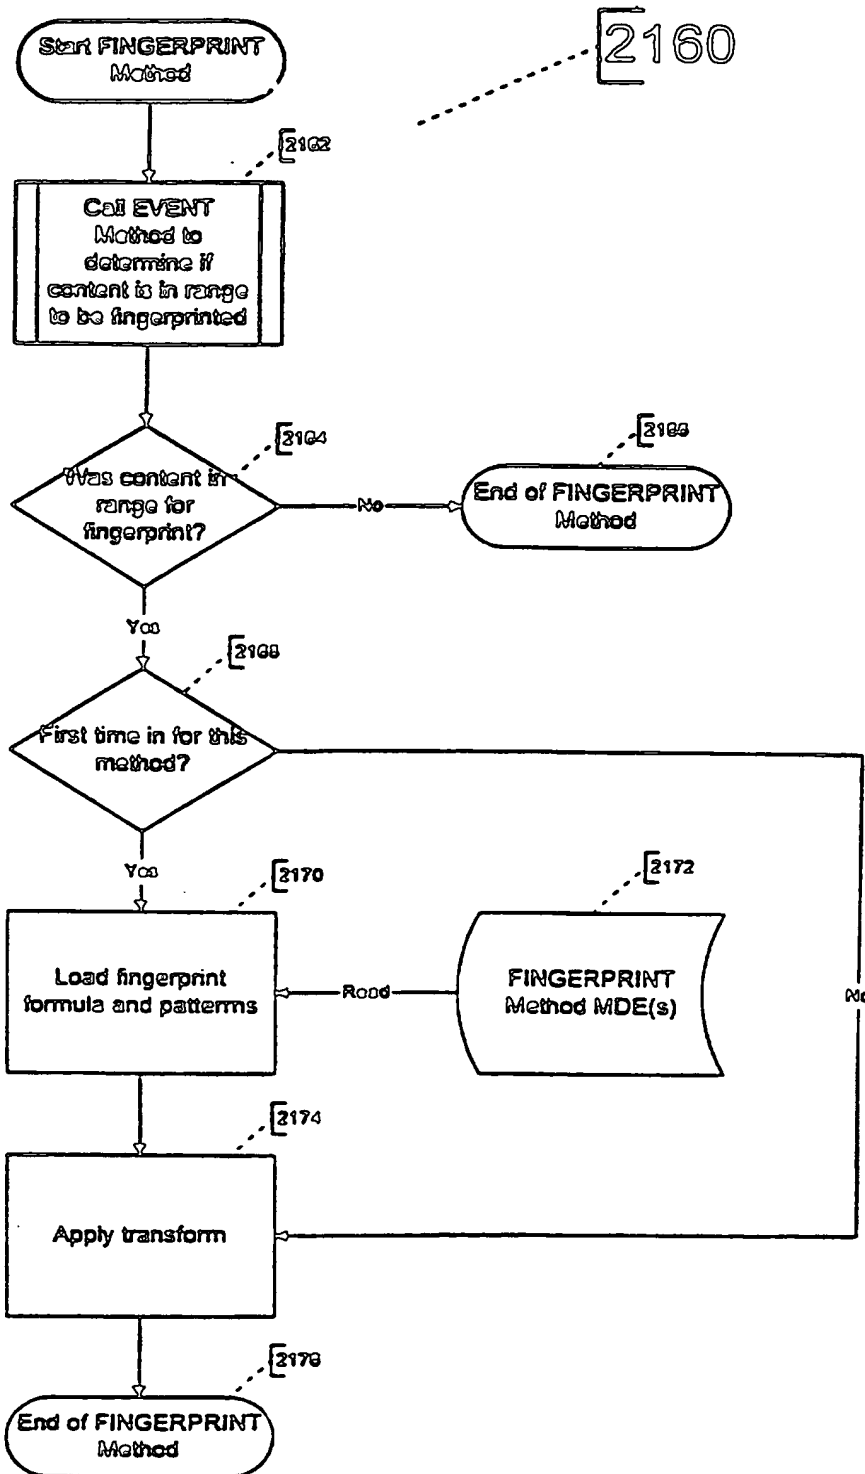 Start FINGERPRINT
Method
2160
2162
Call EVENT
Method to
determine if
content is in range
to be fingerprinted
2164
Was content in
range for
fingerprint?
No
2166
End of FINGERPRINT
Method
Yes
2168
First time in for this
method?
Yes
2170
Load fingerprint
formula and patterms
Read
2172
FINGERPRINT
Method MDE(s)
No
2174
Apply transform
2176
End of FINGERPRINT
Method